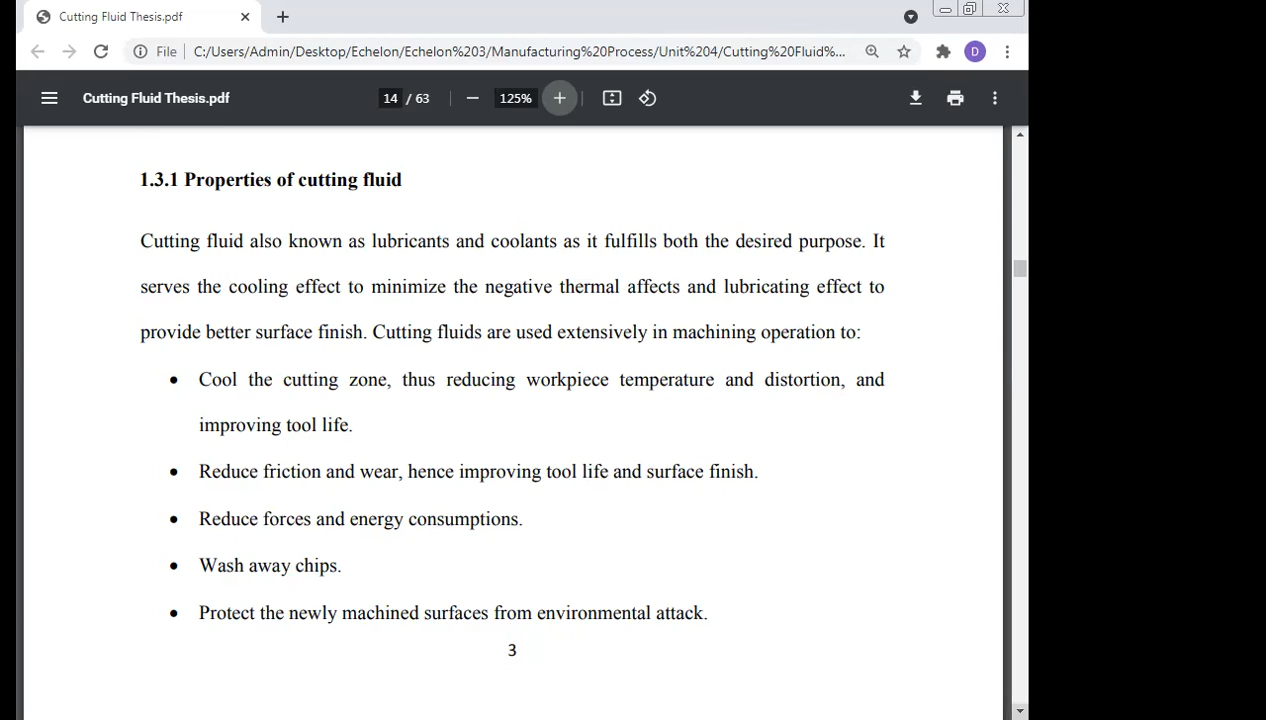 Cutting Fluid Thesis.pdf
File
C:/Users/Admin/Desktop/Echelon/Echelon%203/Manufacturing%20Process/Unit%204/Cutting%20Fluid%...
D
Cutting Fluid Thesis.pdf
14 / 63
125%
1.3.1 Properties of cutting fluid
Cutting fluid also known as lubricants and coolants as it fulfills both the desired purpose. It
serves the cooling effect to minimize the negative thermal affects and lubricating effect to
provide better surface finish. Cutting fluids are used extensively in machining operation to:
• Cool the cutting zone, thus reducing workpiece temperature and distortion, and
improving tool life.
• Reduce friction and wear, hence improving tool life and surface finish.
• Reduce forces and energy consumptions.
• Wash away chips.
• Protect the newly machined surfaces from environmental attack.
3